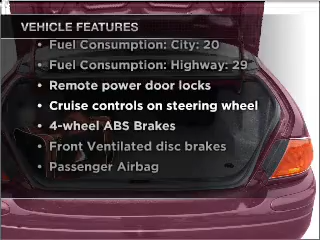 VEHICLE FEATURES
• Fuel Consumption: City: 20
• Fuel Consumption: Highway: 29
• Remote power door locks
• Cruise controls on steering wheel
• 4-wheel ABS Brakes
• Front Ventilated disc brakes
• Passenger Airbag